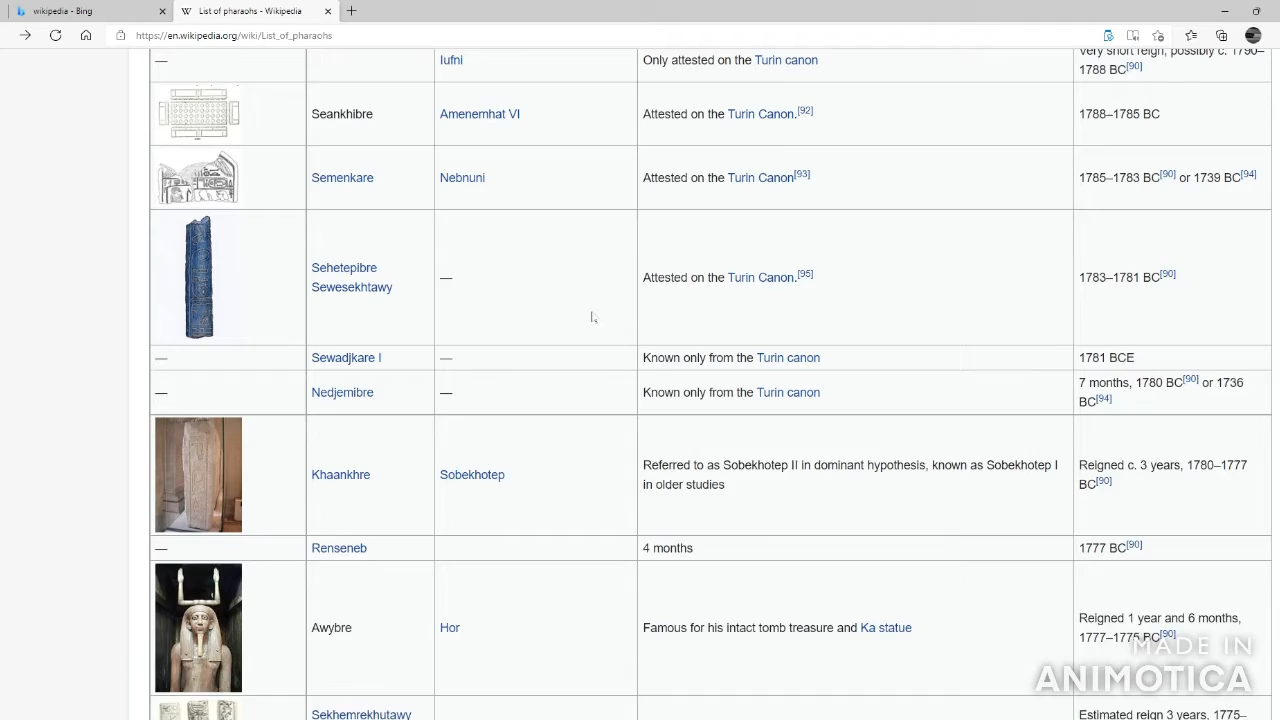 wikipedia - Bing
List of pharaohs - Wikipedia
https://en.wikipedia.org/wiki/List_of_pharaohs
— Iufni Only attested on the Turin canon Very short reign, possibly c. 1790–
1788 BC[90]
Seankhibre Amenemhat VI Attested on the Turin Canon.[92] 1788–1785 BC
Semenkare Nebnuni Attested on the Turin Canon[93] 1785–1783 BC[90] or 1739 BC[94]
Sehetepibre
Sewesekhtawy — Attested on the Turin Canon.[95] 1783–1781 BC[90]
— Sewadjkare I — Known only from the Turin canon 1781 BCE
— Nedjemibre — Known only from the Turin canon 7 months, 1780 BC[90] or 1736
BC[94]
Khaankhre Sobekhotep Referred to as Sobekhotep II in dominant hypothesis, known as Sobekhotep I
in older studies Reigned c. 3 years, 1780–1777
BC[90]
— Renseneb 4 months 1777 BC[90]
Awybre Hor Famous for his intact tomb treasure and Ka statue Reigned 1 year and 6 months,
1777–1775 BC[90]
Sekhemrekhutawy Estimated reign 3 years, 1775–
MADE IN
ANIMOTICA